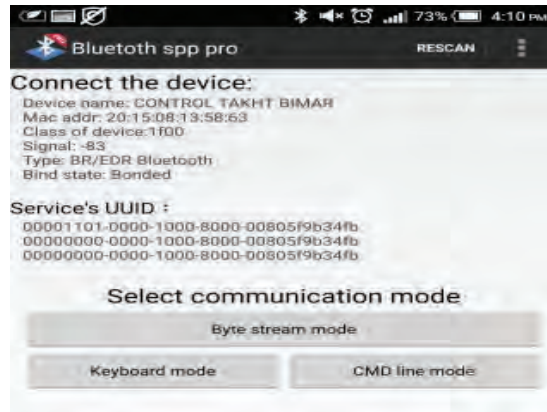 73% 4:10 PM
Bluetoth spp pro RESCAN
Connect the device:
Device name: CONTROL TAKHT BIMAR
Mac addr: 20:15:08:13:58:63
Class of device:1f00
Signal: -83
Type: BR/EDR Bluetooth
Bind state: Bonded
Service's UUID :
00001101-0000-1000-8000-00805f9b34fb
00000000-0000-1000-8000-00805f9b34fb
00000000-0000-1000-8000-00805f9b34fb
Select communication mode
Byte stream mode
Keyboard mode CMD line mode